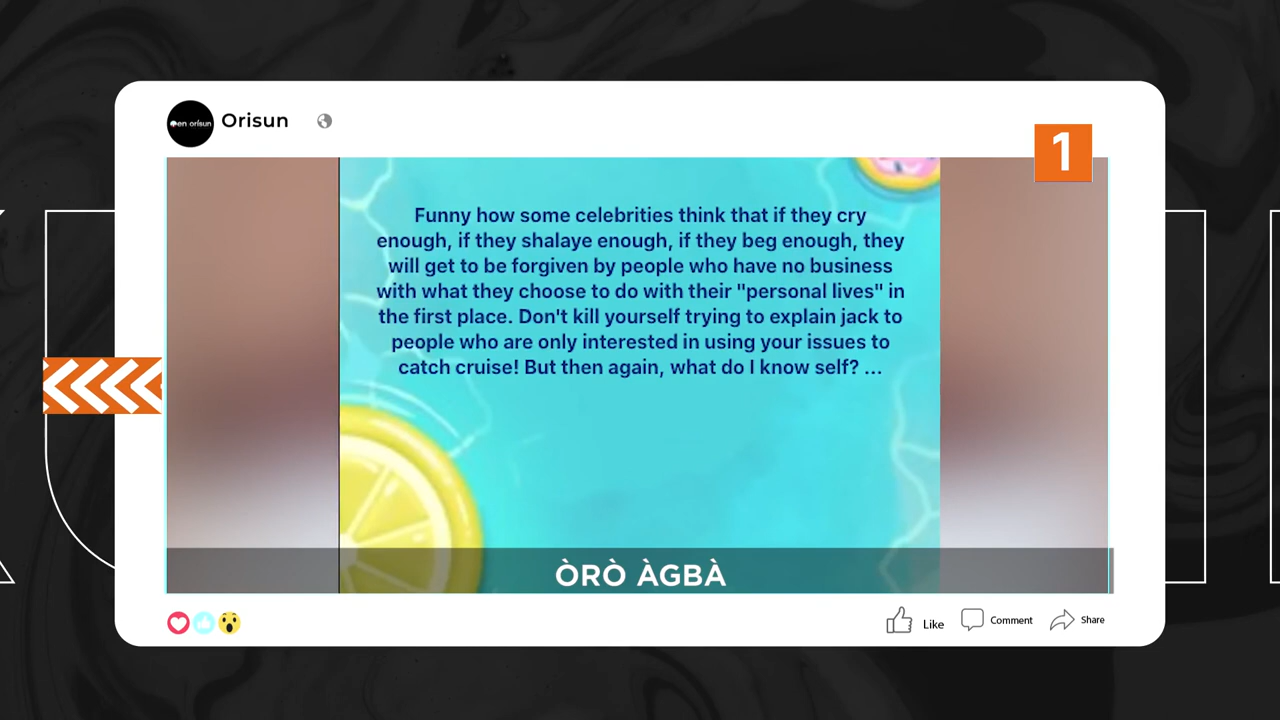 en orísun
Orisun
1
Funny how some celebrities think that if they cry
enough, if they shalaye enough, if they beg enough, they
will get to be forgiven by people who have no business
with what they choose to do with their "personal lives" in
the first place. Don't kill yourself trying to explain jack to
people who are only interested in using your issues to
catch cruise! But then again, what do I know self? ...
ÒRÒ ÀGBÀ
Like
Comment
Share